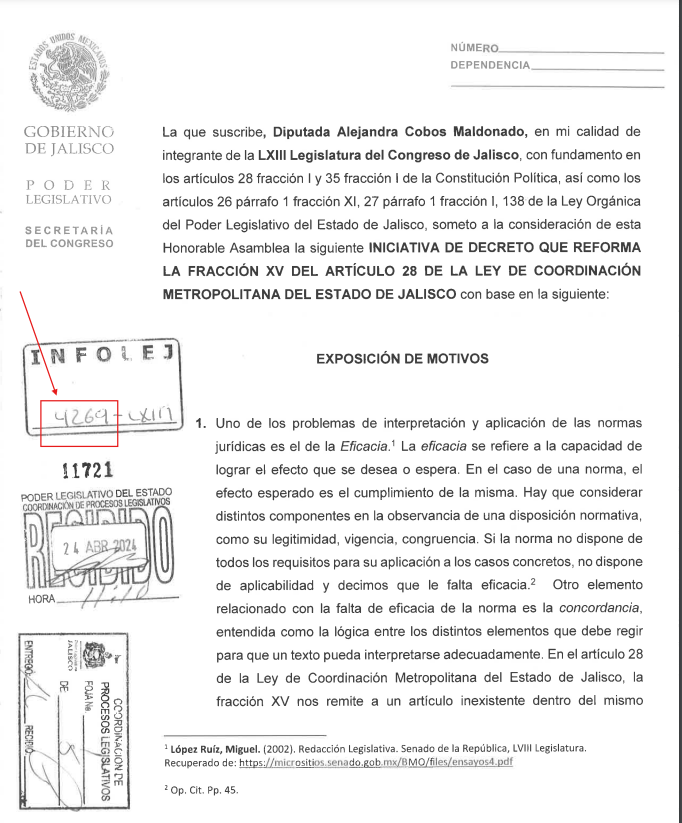 ESTADOS UNIDOS MEXICANOS
GOBIERNO
DE JALISCO
PODER
LEGISLATIVO
SECRETARÍA
DEL CONGRESO
NÚMERO
DEPENDENCIA
La que suscribe, Diputada Alejandra Cobos Maldonado, en mi calidad de
integrante de la LXIII Legislatura del Congreso de Jalisco, con fundamento en
los artículos 28 fracción I y 35 fracción I de la Constitución Política, así como los
artículos 26 párrafo 1 fracción XI, 27 párrafo 1 fracción I, 138 de la Ley Orgánica
del Poder Legislativo del Estado de Jalisco, someto a la consideración de esta
Honorable Asamblea la siguiente INICIATIVA DE DECRETO QUE REFORMA
LA FRACCIÓN XV DEL ARTÍCULO 28 DE LA LEY DE COORDINACIÓN
METROPOLITANA DEL ESTADO DE JALISCO con base en la siguiente:
INFOLEJ
4269-LXIII
11721
PODER LEGISLATIVO DEL ESTADO
COORDINACIÓN DE PROCESOS LEGISLATIVOS
RECIBIDO
24 ABR 2024
HORA 11:10
COORDINACIÓN DE
PROCESOS LEGISLATIVOS
FOJA No.
DE 5
JALISCO
ENTREGÓ
RECIBIÓ
EXPOSICIÓN DE MOTIVOS
1. Uno de los problemas de interpretación y aplicación de las normas
jurídicas es el de la Eficacia.¹ La eficacia se refiere a la capacidad de
lograr el efecto que se desea o espera. En el caso de una norma, el
efecto esperado es el cumplimiento de la misma. Hay que considerar
distintos componentes en la observancia de una disposición normativa,
como su legitimidad, vigencia, congruencia. Si la norma no dispone de
todos los requisitos para su aplicación a los casos concretos, no dispone
de aplicabilidad y decimos que le falta eficacia.² Otro elemento
relacionado con la falta de eficacia de la norma es la concordancia,
entendida como la lógica entre los distintos elementos que debe regir
para que un texto pueda interpretarse adecuadamente. En el artículo 28
de la Ley de Coordinación Metropolitana del Estado de Jalisco, la
fracción XV nos remite a un artículo inexistente dentro del mismo
¹ López Ruíz, Miguel. (2002). Redacción Legislativa. Senado de la República, LVIII Legislatura.
Recuperado de: https://micrositios.senado.gob.mx/BMO/files/ensayos4.pdf
² Op. Cit. Pp. 45.